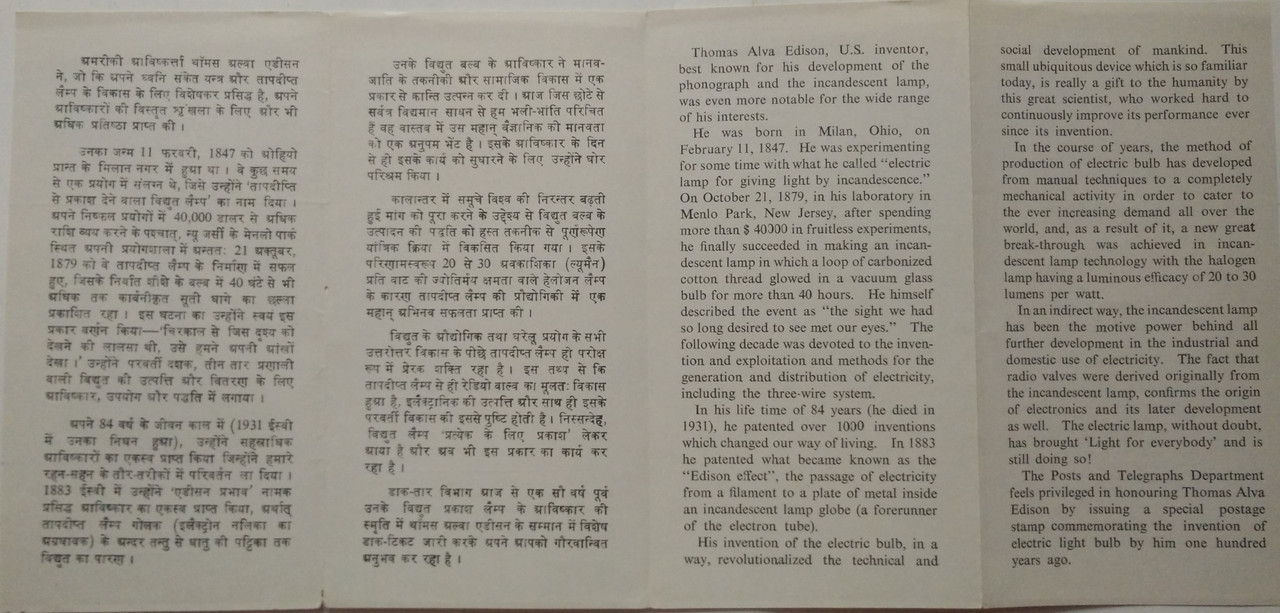 अमरीकी आविष्कर्त्ता थॉमस अल्वा एडीसन
ने, जो कि अपने ध्वनि संकेत यन्त्र और तापदीप्त
लैम्प के विकास के लिए विशेषकर प्रसिद्ध है, अपने
आविष्कारों की विस्तृत शृंखला के लिए और भी
अधिक प्रतिष्ठा प्राप्त की ।
उनका जन्म 11 फरवरी, 1847 को ओहियो
प्रान्त के मिलान नगर में हुआ था । वे कुछ समय
से एक प्रयोग में संलग्न थे, जिसे उन्होंने 'तापदीप्ति
से प्रकाश देने वाला विद्युत लैम्प' का नाम दिया ।
अपने निष्फल प्रयोगों में 40,000 डालर से अधिक
राशि व्यय करने के पश्चात्, न्यू जर्सी के मेनलो पार्क
स्थित अपनी प्रयोगशाला में अन्ततः 21 अक्तूबर,
1879 को वे तापदीप्त लैम्प के निर्माण में सफल
हुए, जिसके निर्वात शीशे के बल्ब में 40 घंटे से भी
अधिक तक कार्बनीकृत सूती धागे का छल्ला
प्रकाशित रहा । इस घटना का उन्होंने स्वयं इस
प्रकार वर्णन किया—'चिरकाल से जिस दृश्य को
देखने की लालसा थी, उसे हमने अपनी आंखों
देखा ।' उन्होंने परवर्ती दशक, तीन तार प्रणाली
वाली विद्युत की उत्पत्ति और वितरण के लिए
आविष्कार, उपयोग और पद्धति में लगाया ।
अपने 84 वर्ष के जीवन काल में (1931 ईस्वी
में उनका निधन हुआ), उन्होंने सहस्राधिक
आविष्कारों का एकस्व प्राप्त किया जिन्होंने हमारे
रहन-सहन के तौर-तरीकों में परिवर्तन ला दिया ।
1883 ईस्वी में उन्होंने 'एडीसन प्रभाव' नामक
प्रसिद्ध आविष्कार का एकस्व प्राप्त किया, अर्थात्
तापदीप्त लैम्प गोलक (इलैक्ट्रोन नलिका का
अग्रधावक) के अन्दर तन्तु से धातु की पट्टिका तक
विद्युत का पारण ।
उनके विद्युत बल्ब के आविष्कार ने मानव-
जाति के तकनीकी और सामाजिक विकास में एक
प्रकार से क्रान्ति उत्पन्न कर दी । आज जिस छोटे से
सर्वत्र विद्यमान साधन से हम भली-भांति परिचित
हैं वह वास्तव में उस महान् वैज्ञानिक को मानवता
को एक अनुपम भेंट है । इसके आविष्कार के दिन
से ही इसके कार्य को सुधारने के लिए उन्होंने घोर
परिश्रम किया ।
कालान्तर में समूचे विश्व की निरन्तर बढ़ती
हुई मांग को पूरा करने के उद्देश्य से विद्युत बल्ब के
उत्पादन की पद्धति को हस्त तकनीक से पूर्णरूपेण
यांत्रिक क्रिया में विकसित किया गया । इसके
परिणामस्वरूप 20 से 30 अवकाशिका (ल्यूमैन)
प्रति वाट की ज्योतिर्मय क्षमता वाले हैलोजन लैम्प
के कारण तापदीप्त लैम्प की प्रौद्योगिकी में एक
महान् अभिनव सफलता प्राप्त की ।
विद्युत के औद्योगिक तथा घरेलू प्रयोग के सभी
उत्तरोत्तर विकास के पीछे तापदीप्त लैम्प ही परोक्ष
रूप में प्रेरक शक्ति रहा है । इस तथ्य से कि
तापदीप्त लैम्प से ही रेडियो वाल्व का मूलतः विकास
हुआ है, इलैक्ट्रानिक की उत्पत्ति और साथ ही इसके
परवर्ती विकास की इससे पुष्टि होती है । निस्सन्देह,
विद्युत लैम्प 'प्रत्येक के लिए प्रकाश' लेकर
आया है और अब भी इस प्रकार का कार्य कर
रहा है ।
डाक-तार विभाग आज से एक सौ वर्ष पूर्व
उनके विद्युत प्रकाश लैम्प के आविष्कार की
स्मृति में थॉमस अल्वा एडीसन के सम्मान में विशेष
डाक-टिकट जारी करके अपने आपको गौरवान्वित
अनुभव कर रहा है ।
Thomas Alva Edison, U.S. inventor,
best known for his development of the
phonograph and the incandescent lamp,
was even more notable for the wide range
of his interests.
He was born in Milan, Ohio, on
February 11, 1847. He was experimenting
for some time with what he called “electric
lamp for giving light by incandescence.”
On October 21, 1879, in his laboratory in
Menlo Park, New Jersey, after spending
more than $ 40000 in fruitless experiments,
he finally succeeded in making an incan-
descent lamp in which a loop of carbonized
cotton thread glowed in a vacuum glass
bulb for more than 40 hours. He himself
described the event as “the sight we had
so long desired to see met our eyes.” The
following decade was devoted to the inven-
tion and exploitation and methods for the
generation and distribution of electricity,
including the three-wire system.
In his life time of 84 years (he died in
1931), he patented over 1000 inventions
which changed our way of living. In 1883
he patented what became known as the
“Edison effect”, the passage of electricity
from a filament to a plate of metal inside
an incandescent lamp globe (a forerunner
of the electron tube).
His invention of the electric bulb, in a
way, revolutionalized the technical and
social development of mankind. This
small ubiquitous device which is so familiar
today, is really a gift to the humanity by
this great scientist, who worked hard to
continuously improve its performance ever
since its invention.
In the course of years, the method of
production of electric bulb has developed
from manual techniques to a completely
mechanical activity in order to cater to
the ever increasing demand all over the
world, and, as a result of it, a new great
break-through was achieved in incan-
descent lamp technology with the halogen
lamp having a luminous efficacy of 20 to 30
lumens per watt.
In an indirect way, the incandescent lamp
has been the motive power behind all
further development in the industrial and
domestic use of electricity. The fact that
radio valves were derived originally from
the incandescent lamp, confirms the origin
of electronics and its later development
as well. The electric lamp, without doubt,
has brought ‘Light for everybody’ and is
still doing so!
The Posts and Telegraphs Department
feels privileged in honouring Thomas Alva
Edison by issuing a special postage
stamp commemorating the invention of
electric light bulb by him one hundred
years ago.